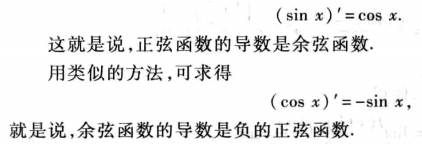 (sin x)′=cos x.
这就是说,正弦函数的导数是余弦函数.
用类似的方法,可求得
(cos x)′=-sin x,
就是说,余弦函数的导数是负的正弦函数.